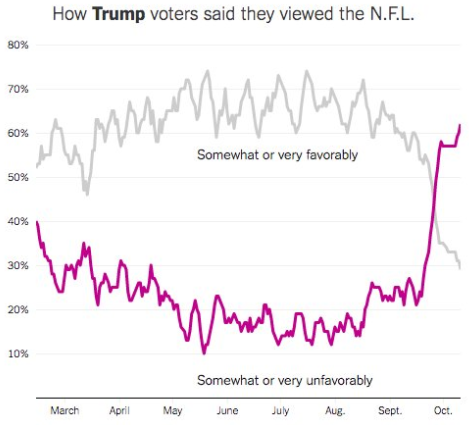 How Trump voters said they viewed the N.F.L.
80%
70%
60%
Somewhat or very favorably
50%
40%
30%
20%
10%
Somewhat or very unfavorably
March April May June July Aug. Sept. Oct.